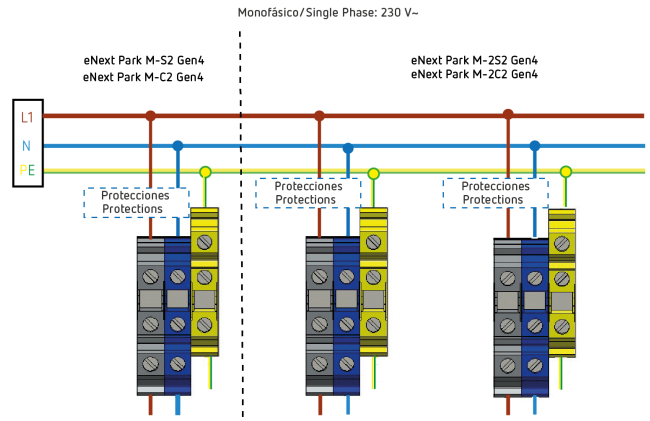 Monofásico/Single Phase: 230 V~
eNext Park M-S2 Gen4
eNext Park M-C2 Gen4
eNext Park M-2S2 Gen4
eNext Park M-2C2 Gen4
L1
N
PE
Protecciones
Protections
Protecciones
Protections
Protecciones
Protections